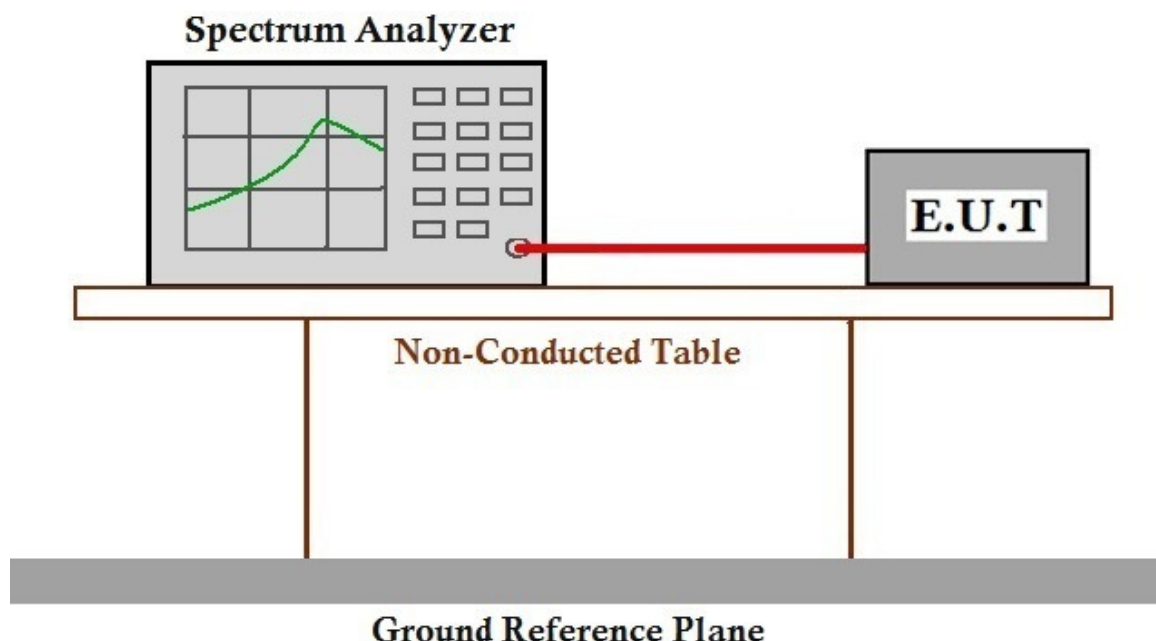 Spectrum Analyzer
E.U.T
Non-Conducted Table
Ground Reference Plane